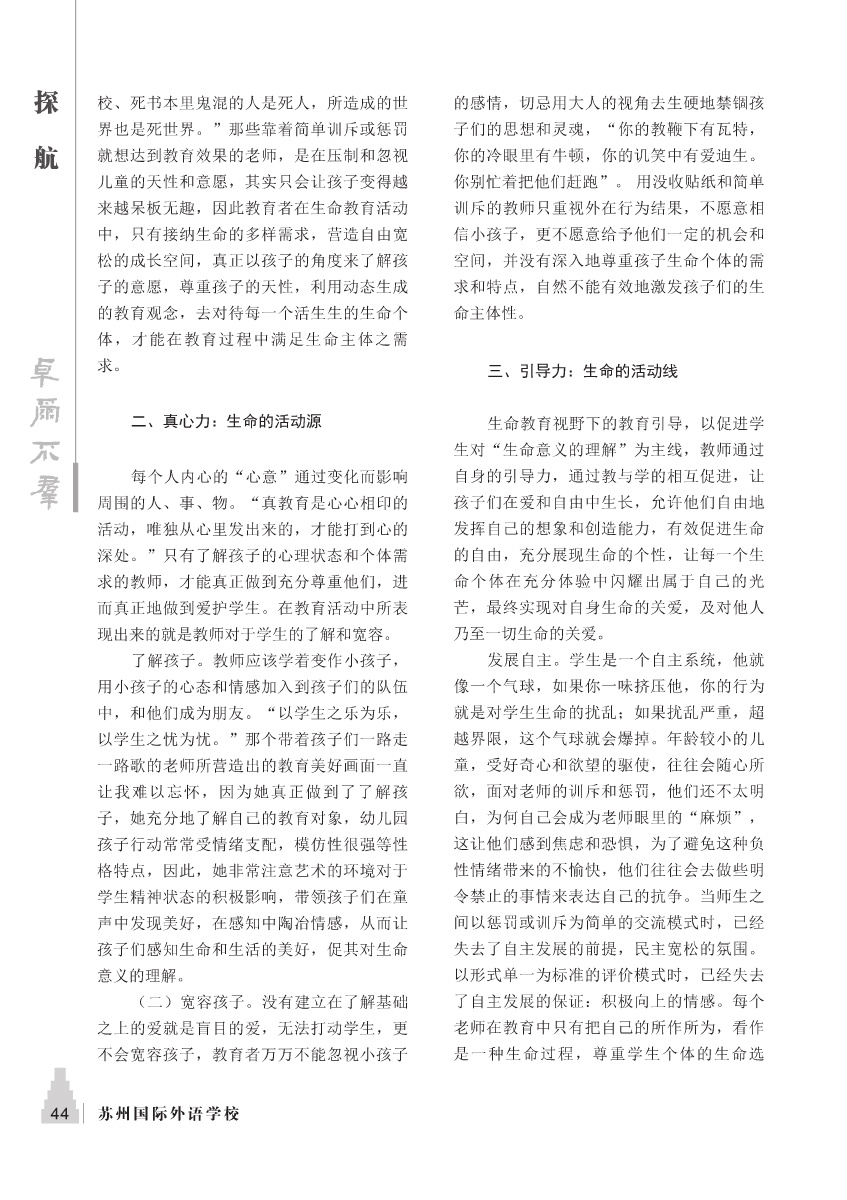 探
航
卓尔不群
校、死书本里鬼混的人是死人，所造成的世
界也是死世界。”那些靠着简单训斥或惩罚
就想达到教育效果的老师，是在压制和忽视
儿童的天性和意愿，其实只会让孩子变得越
来越呆板无趣，因此教育者在生命教育活动
中，只有接纳生命的多样需求，营造自由宽
松的成长空间，真正以孩子的角度来了解孩
子的意愿，尊重孩子的天性，利用动态生成
的教育观念，去对待每一个活生生的生命个
体，才能在教育过程中满足生命主体之需
求。
二、真心力：生命的活动源
每个人内心的“心意”通过变化而影响
周围的人、事、物。“真教育是心心相印的
活动，唯独从心里发出来的，才能打到心的
深处。”只有了解孩子的心理状态和个体需
求的教师，才能真正做到充分尊重他们，进
而真正地做到爱护学生。在教育活动中所表
现出来的就是教师对于学生的了解和宽容。
了解孩子。教师应该学着变作小孩子，
用小孩子的心态和情感加入到孩子们的队伍
中，和他们成为朋友。“以学生之乐为乐，
以学生之忧为忧。”那个带着孩子们一路走
一路歌的老师所营造出的教育美好画面一直
让我难以忘怀，因为她真正做到了了解孩
子，她充分地了解自己的教育对象，幼儿园
孩子行动常常受情绪支配，模仿性很强等性
格特点，因此，她非常注意艺术的环境对于
学生精神状态的积极影响，带领孩子们在童
声中发现美好，在感知中陶冶情感，从而让
孩子们感知生命和生活的美好，促其对生命
意义的理解。
（二）宽容孩子。没有建立在了解基础
之上的爱就是盲目的爱，无法打动学生，更
不会宽容孩子，教育者万万不能忽视小孩子
的感情，切忌用大人的视角去生硬地禁锢孩
子们的思想和灵魂，“你的教鞭下有瓦特，
你的冷眼里有牛顿，你的讥笑中有爱迪生。
你别忙着把他们赶跑”。 用没收贴纸和简单
训斥的教师只重视外在行为结果，不愿意相
信小孩子，更不愿意给予他们一定的机会和
空间，并没有深入地尊重孩子生命个体的需
求和特点，自然不能有效地激发孩子们的生
命主体性。
三、引导力：生命的活动线
生命教育视野下的教育引导，以促进学
生对“生命意义的理解”为主线，教师通过
自身的引导力，通过教与学的相互促进，让
孩子们在爱和自由中生长，允许他们自由地
发挥自己的想象和创造能力，有效促进生命
的自由，充分展现生命的个性，让每一个生
命个体在充分体验中闪耀出属于自己的光
芒，最终实现对自身生命的关爱，及对他人
乃至一切生命的关爱。
发展自主。学生是一个自主系统，他就
像一个气球，如果你一味挤压他，你的行为
就是对学生生命的扰乱；如果扰乱严重，超
越界限，这个气球就会爆掉。年龄较小的儿
童，受好奇心和欲望的驱使，往往会随心所
欲，面对老师的训斥和惩罚，他们还不太明
白，为何自己会成为老师眼里的“麻烦”，
这让他们感到焦虑和恐惧，为了避免这种负
性情绪带来的不愉快，他们往往会去做些明
令禁止的事情来表达自己的抗争。当师生之
间以惩罚或训斥为简单的交流模式时，已经
失去了自主发展的前提，民主宽松的氛围。
以形式单一为标准的评价模式时，已经失去
了自主发展的保证：积极向上的情感。每个
老师在教育中只有把自己的所作所为，看作
是一种生命过程，尊重学生个体的生命选
44
苏州国际外语学校